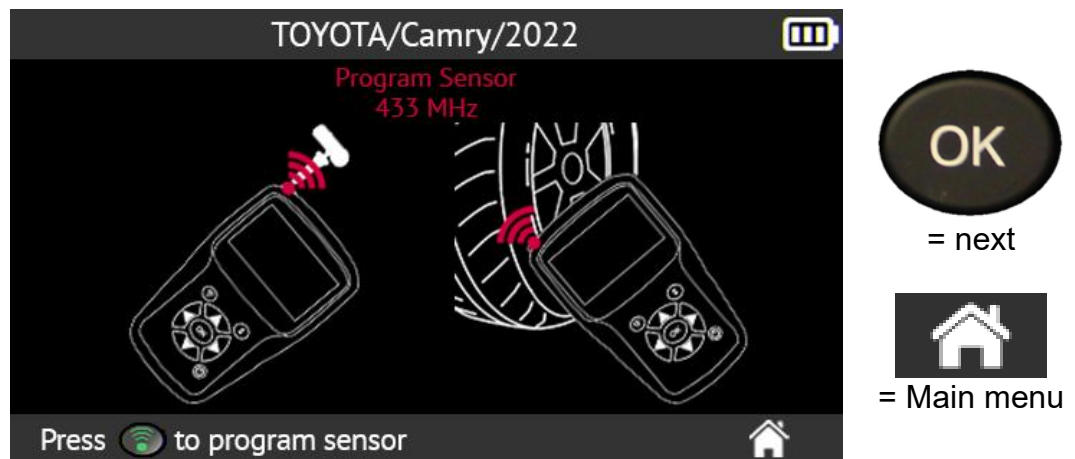 TOYOTA/Camry/2022
Program Sensor
433 MHz
Press to program sensor
OK
= next
= Main menu